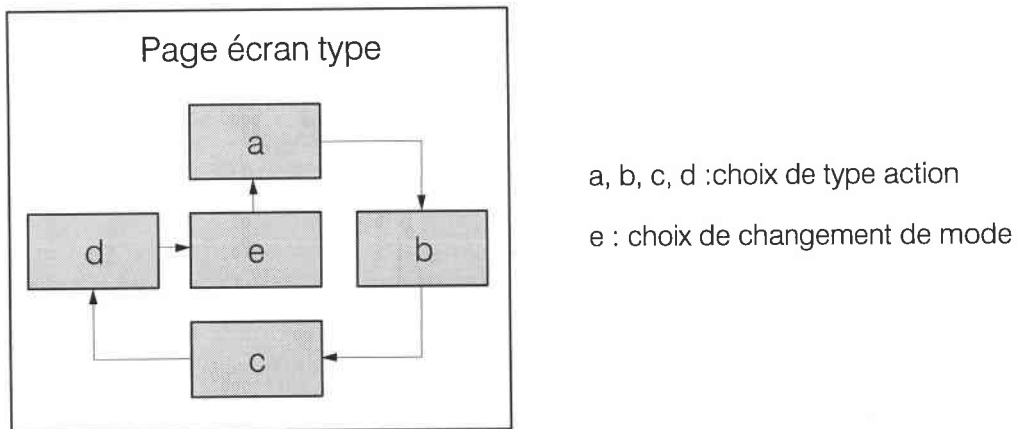 Page écran type
a
d
e
b
c
a, b, c, d :choix de type action
e : choix de changement de mode